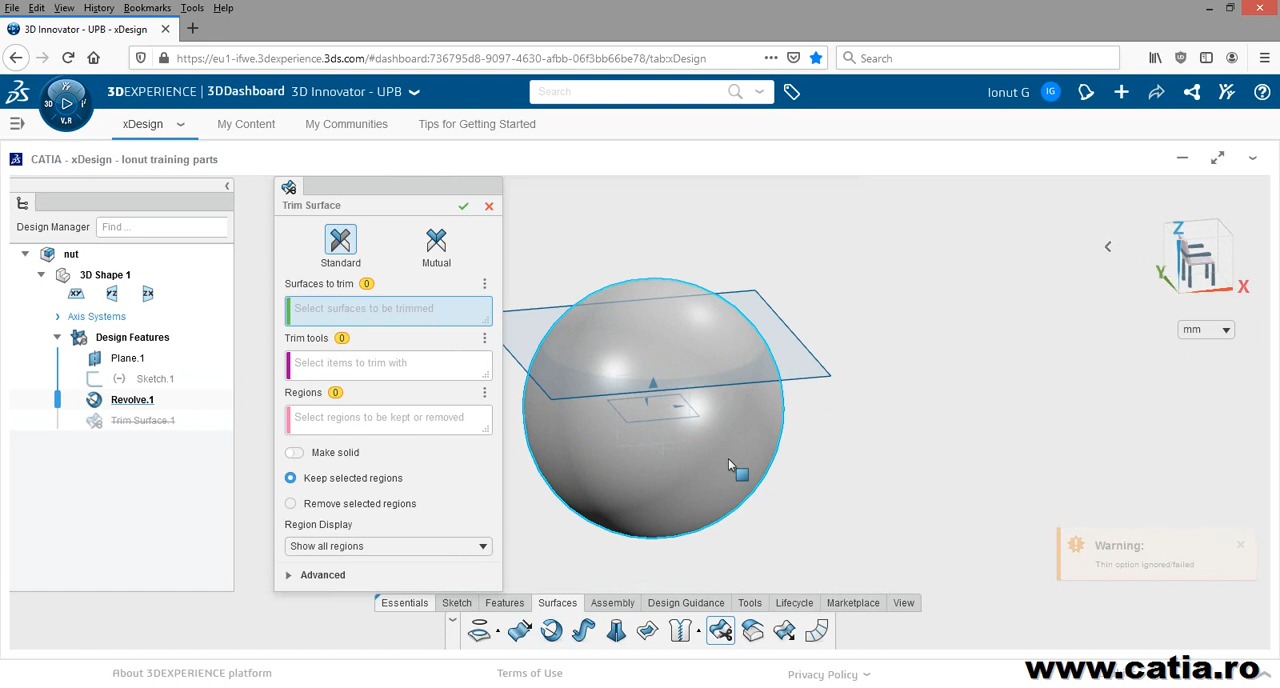 File Edit View History Bookmarks Tools Help
3D Innovator - UPB - xDesign
https://eu1-ifwe.3dexperience.3ds.com/#dashboard:736795d8-9097-4630-afbb-06f3bb66be78/tab:xDesign
Search
3D V.R
3DEXPERIENCE | 3DDashboard 3D Innovator - UPB
Search
Ionut G IG
xDesign My Content My Communities Tips for Getting Started
CATIA - xDesign - Ionut training parts
Design Manager Find ...
nut
3D Shape 1
XY YZ ZX
Axis Systems
Design Features
Plane.1
(-) Sketch.1
Revolve.1
Trim Surface.1
Trim Surface
Standard Mutual
Surfaces to trim 0
Select surfaces to be trimmed
Trim tools 0
Select items to trim with
Regions 0
Select regions to be kept or removed
Make solid
Keep selected regions
Remove selected regions
Region Display
Show all regions
Advanced
Z
Y
X
mm
Warning:
Thin option ignored/failed
Essentials Sketch Features Surfaces Assembly Design Guidance Tools Lifecycle Marketplace View
About 3DEXPERIENCE platform Terms of Use Privacy Policy
www.catia.ro